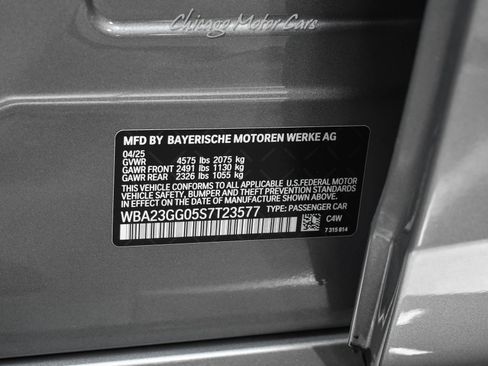 Chicago Motor Cars
MFD BY BAYERISCHE MOTOREN WERKE AG
04/25
GVWR 4575 lbs 2075 kg
GAWR FRONT 2491 lbs 1130 kg
GAWR REAR 2326 lbs 1055 kg
THIS VEHICLE CONFORMS TO ALL APPLICABLE U.S. FEDERAL MOTOR
VEHICLE SAFETY, BUMPER AND THEFT PREVENTION STANDARDS
IN EFFECT ON THE DATE OF MANUFACTURE SHOWN ABOVE.
WBA23GG05S7T23577 TYPE: PASSENGER CAR
C4W
7 315 814